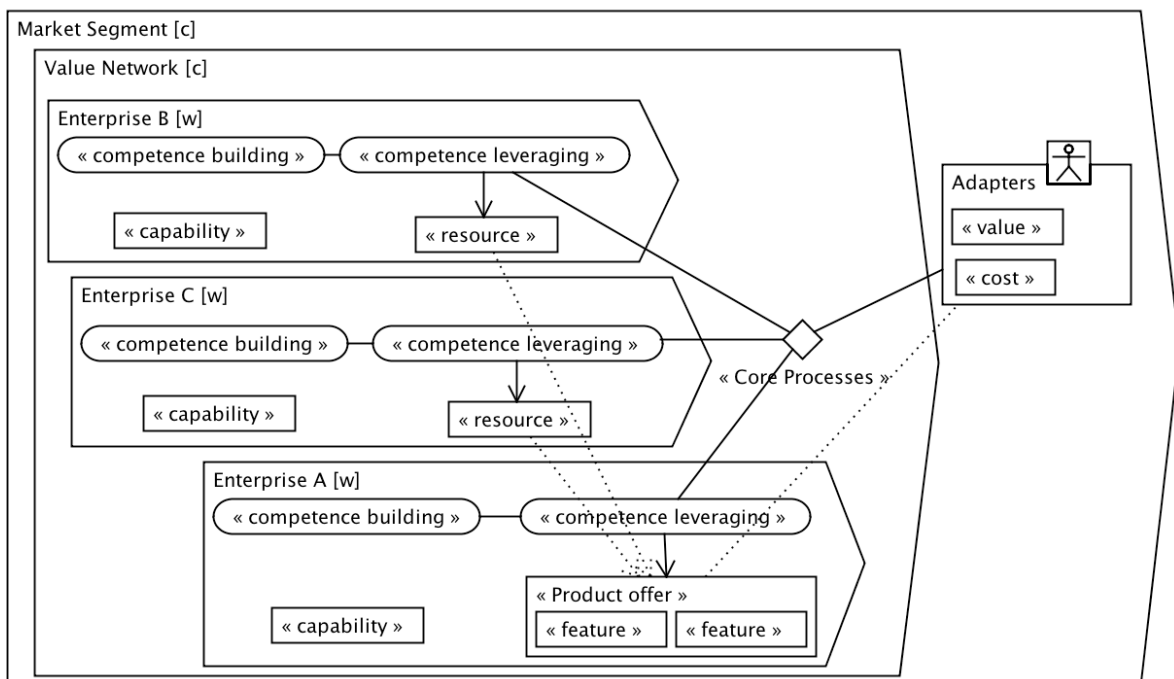 Market Segment [c]
Value Network [c]
Enterprise B [w]
« competence building »
« competence leveraging »
« capability »
« resource »
Adapters
« value »
« cost »
Enterprise C [w]
« competence building »
« competence leveraging »
« Core Processes »
« capability »
« resource »
Enterprise A [w]
« competence building »
« competence leveraging »
« capability »
« Product offer »
« feature »
« feature »